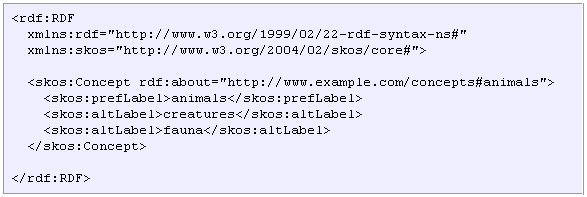 <rdf:RDF
  xmlns:rdf="http://www.w3.org/1999/02/22-rdf-syntax-ns#"
  xmlns:skos="http://www.w3.org/2004/02/skos/core#">

  <skos:Concept rdf:about="http://www.example.com/concepts#animals">
    <skos:prefLabel>animals</skos:prefLabel>
    <skos:altLabel>creatures</skos:altLabel>
    <skos:altLabel>fauna</skos:altLabel>
  </skos:Concept>

</rdf:RDF>